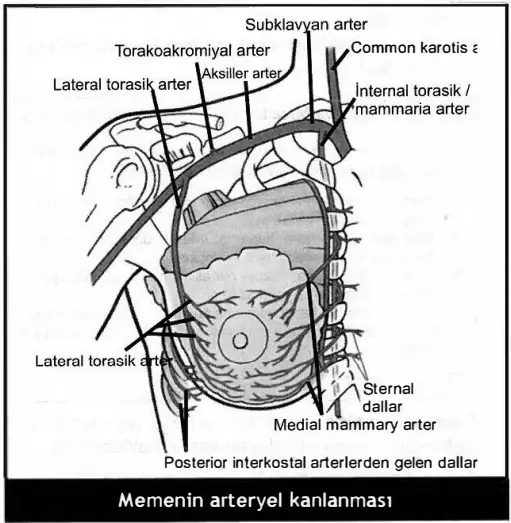 Subklavyan arter
Torakoakromiyal arter
Common karotis a
Aksiller arter
Lateral torasik arter
İnternal torasik /
mammaria arter
Lateral torasik arter
Sternal
dallar
Medial mammary arter
Posterior interkostal arterlerden gelen dallar
Memenin arteryel kanlanması